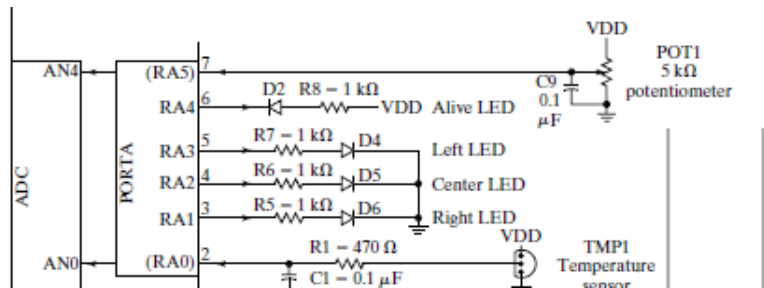 VDD
AN4 (RA5) 7 POT1
5 kΩ
potentiometer
C9
0.1
μF
D2 R8 – 1 kΩ
RA4 6 VDD Alive LED
R7 – 1 kΩ D4
RA3 5 Left LED
R6 – 1 kΩ D5
RA2 4 Center LED
R5 – 1 kΩ D6
RA1 3 Right LED
ADC
PORTA
VDD
R1 – 470 Ω
AN0 (RA0) 2
C1 – 0.1 μF
TMP1
Temperature
sensor